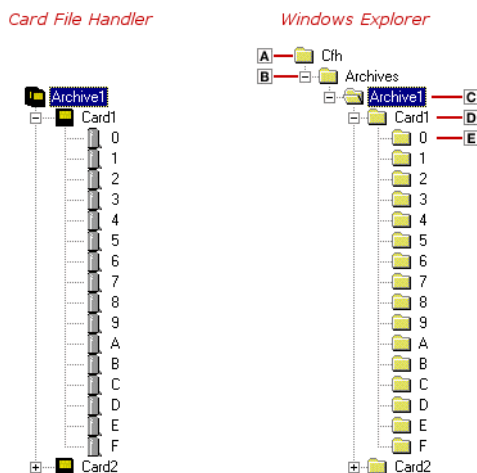 Card File Handler
Windows Explorer
A Cfh
B Archives
Archive1
Archive1 C
Card1
Card1 D
0
0 E
1
1
2
2
3
3
4
4
5
5
6
6
7
7
8
8
9
9
A
A
B
B
C
C
D
D
E
E
F
F
Card2
Card2